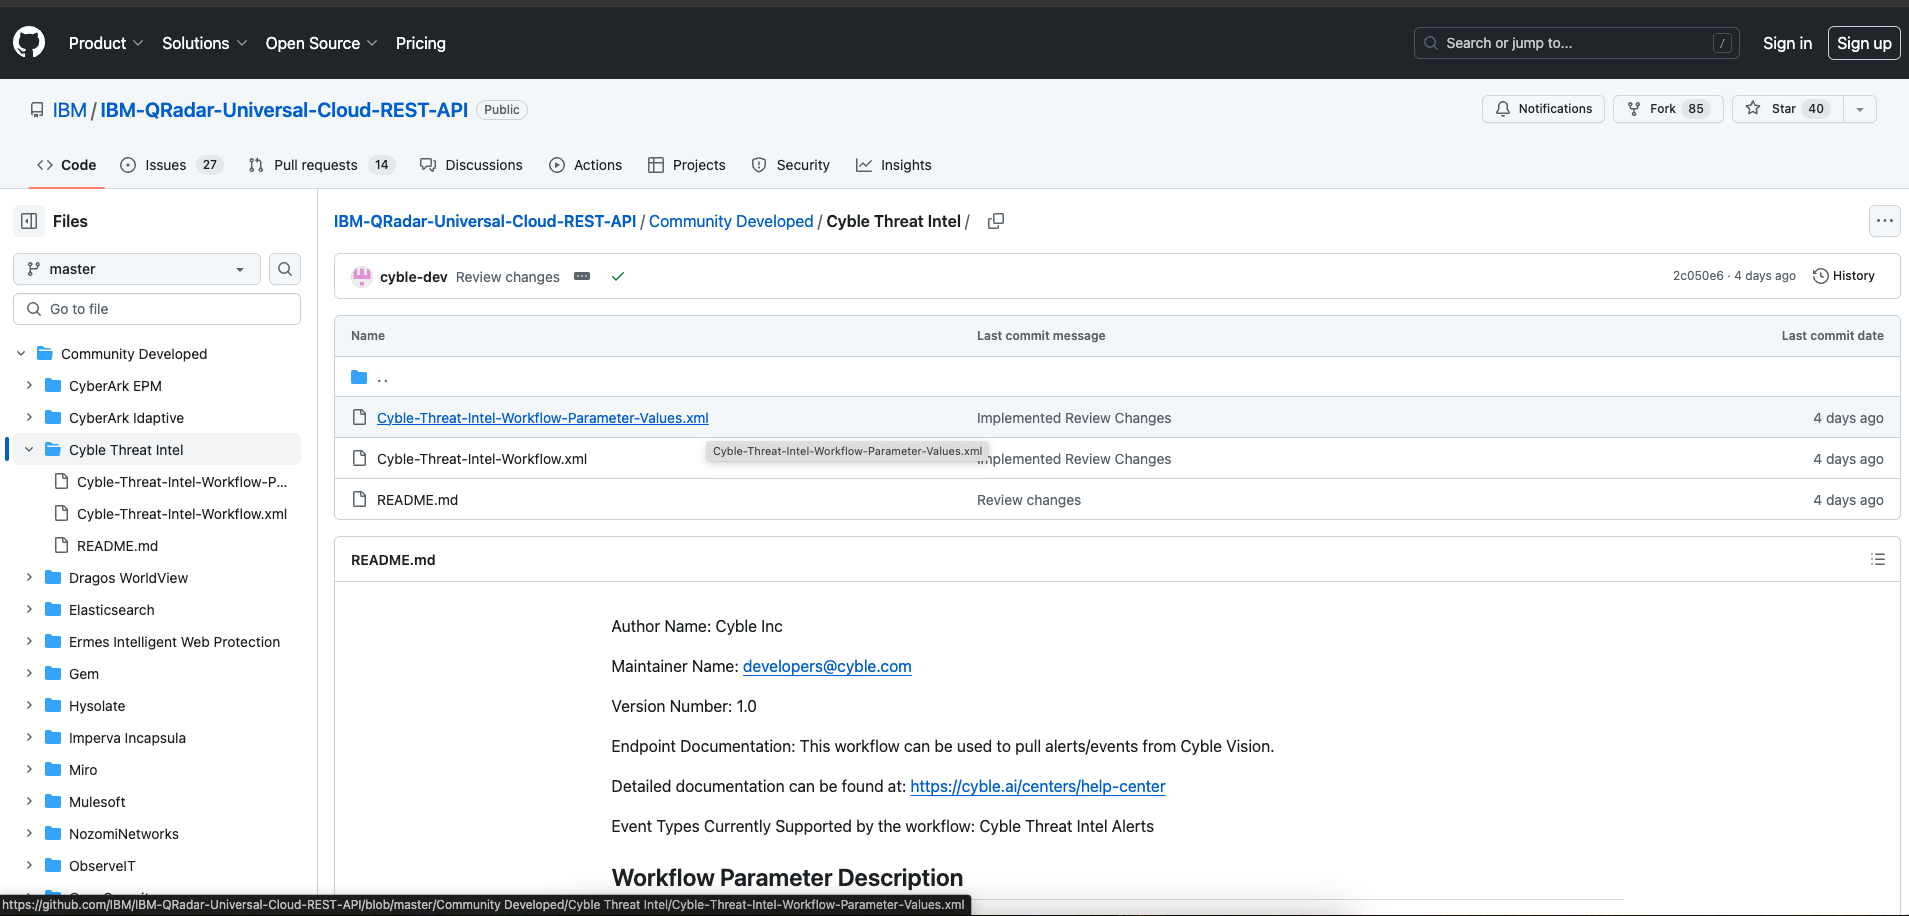 Product Solutions Open Source Pricing Search or jump to... / Sign in Sign up
IBM / IBM-QRadar-Universal-Cloud-REST-API Public Notifications Fork 85 Star 40
Code Issues 27 Pull requests 14 Discussions Actions Projects Security Insights
Files
master
Go to file
Community Developed
CyberArk EPM
CyberArk Idaptive
Cyble Threat Intel
Cyble-Threat-Intel-Workflow-P...
Cyble-Threat-Intel-Workflow.xml
README.md
Dragos WorldView
Elasticsearch
Ermes Intelligent Web Protection
Gem
Hysolate
Imperva Incapsula
Miro
Mulesoft
NozomiNetworks
ObserveIT
IBM-QRadar-Universal-Cloud-REST-API / Community Developed / Cyble Threat Intel /
cyble-dev Review changes 2c050e6 · 4 days ago History
Name Last commit message Last commit date
..
Cyble-Threat-Intel-Workflow-Parameter-Values.xml Implemented Review Changes 4 days ago
Cyble-Threat-Intel-Workflow-Parameter-Values.xml
Cyble-Threat-Intel-Workflow.xml Implemented Review Changes 4 days ago
README.md Review changes 4 days ago
README.md
Author Name: Cyble Inc
Maintainer Name: developers@cyble.com
Version Number: 1.0
Endpoint Documentation: This workflow can be used to pull alerts/events from Cyble Vision.
Detailed documentation can be found at: https://cyble.ai/centers/help-center
Event Types Currently Supported by the workflow: Cyble Threat Intel Alerts
Workflow Parameter Description
https://github.com/IBM/IBM-QRadar-Universal-Cloud-REST-API/blob/master/Community Developed/Cyble Threat Intel/Cyble-Threat-Intel-Workflow-Parameter-Values.xml